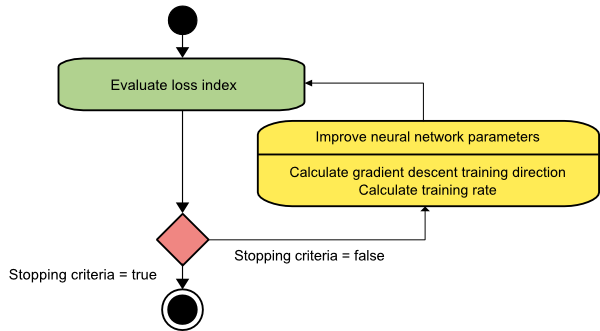 Evaluate loss index
Improve neural network parameters
Calculate gradient descent training direction
Calculate training rate
Stopping criteria = false
Stopping criteria = true